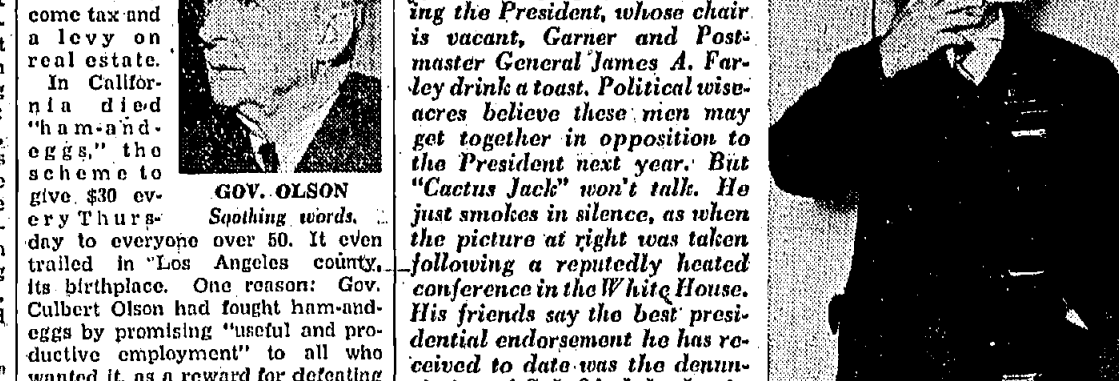 come tax and
a levy on
real estate.
In Califor-
nia died
"ham-and-
eggs," the
scheme to
give $30 ev-
ery Thurs-
day to everyone over 50. It even
trailed in Los Angeles county,
its birthplace. One reason: Gov.
Culbert Olson had fought ham-and-
eggs by promising "useful and pro-
ductive employment" to all who
wanted it, as a reward for defeating
GOV. OLSON
Soothing words.
ing the President, whose chair
is vacant, Garner and Post-
master General James A. Far-
ley drink a toast. Political wise-
acres believe these men may
get together in opposition to
the President next year. But
"Cactus Jack" won't talk. He
just smokes in silence, as when
the picture at right was taken
following a reputedly heated
conference in the White House.
His friends say the best presi-
dential endorsement he has re-
ceived to date was the denun-